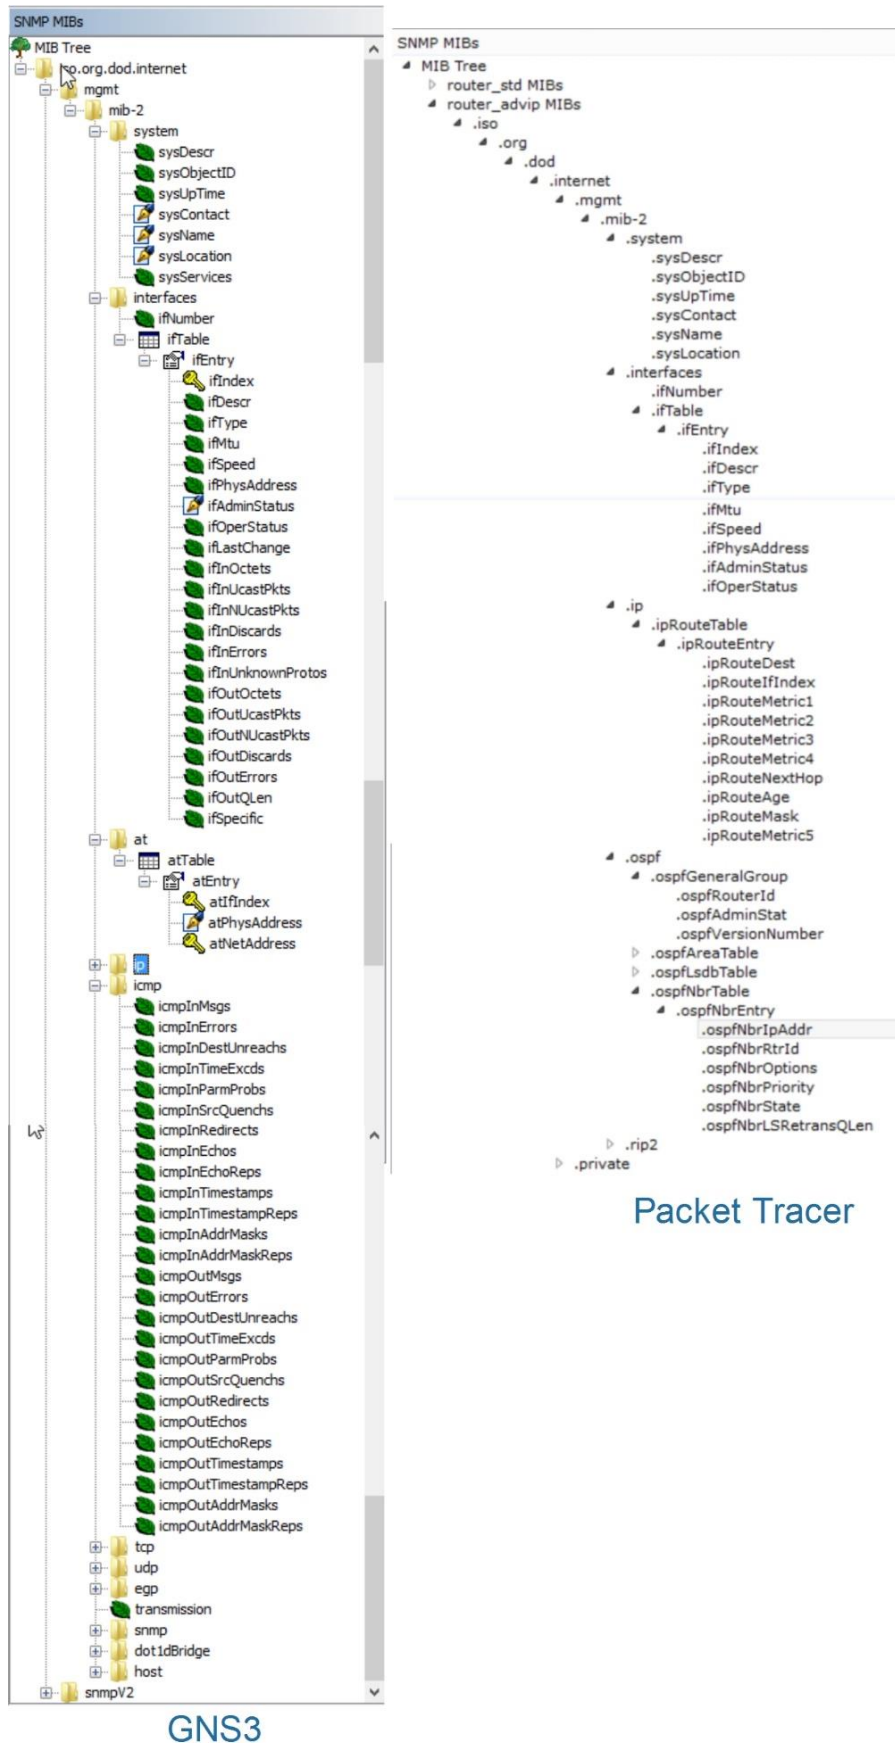 SNMP MIBs
MIB Tree
iso.org.dod.internet
mgmt
mib-2
system
sysDescr
sysObjectID
sysUpTime
sysContact
sysName
sysLocation
sysServices
interfaces
ifNumber
ifTable
ifEntry
ifIndex
ifDescr
ifType
ifMtu
ifSpeed
ifPhysAddress
ifAdminStatus
ifOperStatus
ifLastChange
ifInOctets
ifInUcastPkts
ifInNUcastPkts
ifInDiscards
ifInErrors
ifInUnknownProtos
ifOutOctets
ifOutUcastPkts
ifOutNUcastPkts
ifOutDiscards
ifOutErrors
ifOutQLen
ifSpecific
at
atTable
atEntry
atIfIndex
atPhysAddress
atNetAddress
ip
icmp
icmpInMsgs
icmpInErrors
icmpInDestUnreachs
icmpInTimeExcds
icmpInParmProbs
icmpInSrcQuenchs
icmpInRedirects
icmpInEchos
icmpInEchoReps
icmpInTimestamps
icmpInTimestampReps
icmpInAddrMasks
icmpInAddrMaskReps
icmpOutMsgs
icmpOutErrors
icmpOutDestUnreachs
icmpOutTimeExcds
icmpOutParmProbs
icmpOutSrcQuenchs
icmpOutRedirects
icmpOutEchos
icmpOutEchoReps
icmpOutTimestamps
icmpOutTimestampReps
icmpOutAddrMasks
icmpOutAddrMaskReps
tcp
udp
egp
transmission
snmp
dot1dBridge
host
snmpV2
GNS3
SNMP MIBs
MIB Tree
router_std MIBs
router_advip MIBs
.iso
.org
.dod
.internet
.mgmt
.mib-2
.system
.sysDescr
.sysObjectID
.sysUpTime
.sysContact
.sysName
.sysLocation
.interfaces
.ifNumber
.ifTable
.ifEntry
.ifIndex
.ifDescr
.ifType
.ifMtu
.ifSpeed
.ifPhysAddress
.ifAdminStatus
.ifOperStatus
.ip
.ipRouteTable
.ipRouteEntry
.ipRouteDest
.ipRouteIfIndex
.ipRouteMetric1
.ipRouteMetric2
.ipRouteMetric3
.ipRouteMetric4
.ipRouteNextHop
.ipRouteAge
.ipRouteMask
.ipRouteMetric5
.ospf
.ospfGeneralGroup
.ospfRouterId
.ospfAdminStat
.ospfVersionNumber
.ospfAreaTable
.ospfLsdbTable
.ospfNbrTable
.ospfNbrEntry
.ospfNbrIpAddr
.ospfNbrRtrId
.ospfNbrOptions
.ospfNbrPriority
.ospfNbrState
.ospfNbrLSRetransQLen
.rip2
.private
Packet Tracer